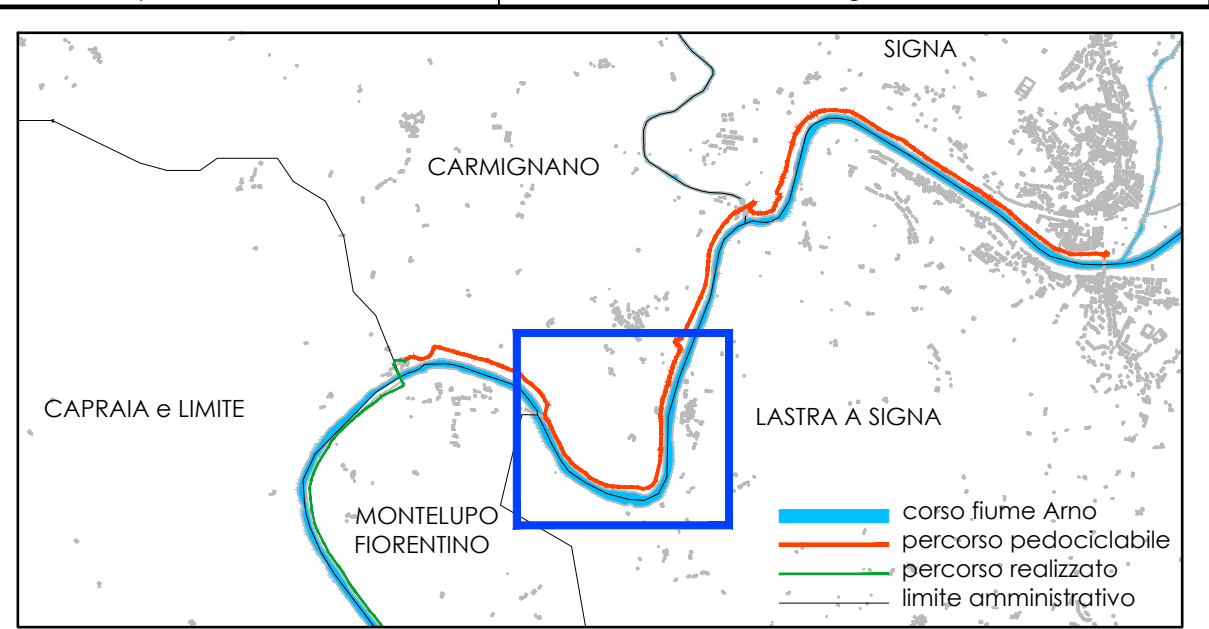 SIGNA
CARMIGNANO
CAPRAIA e LIMITE
LASTRA A SIGNA
MONTELUPO
FIORENTINO
corso fiume Arno
percorso pedociclabile
percorso realizzato
limite amministrativo